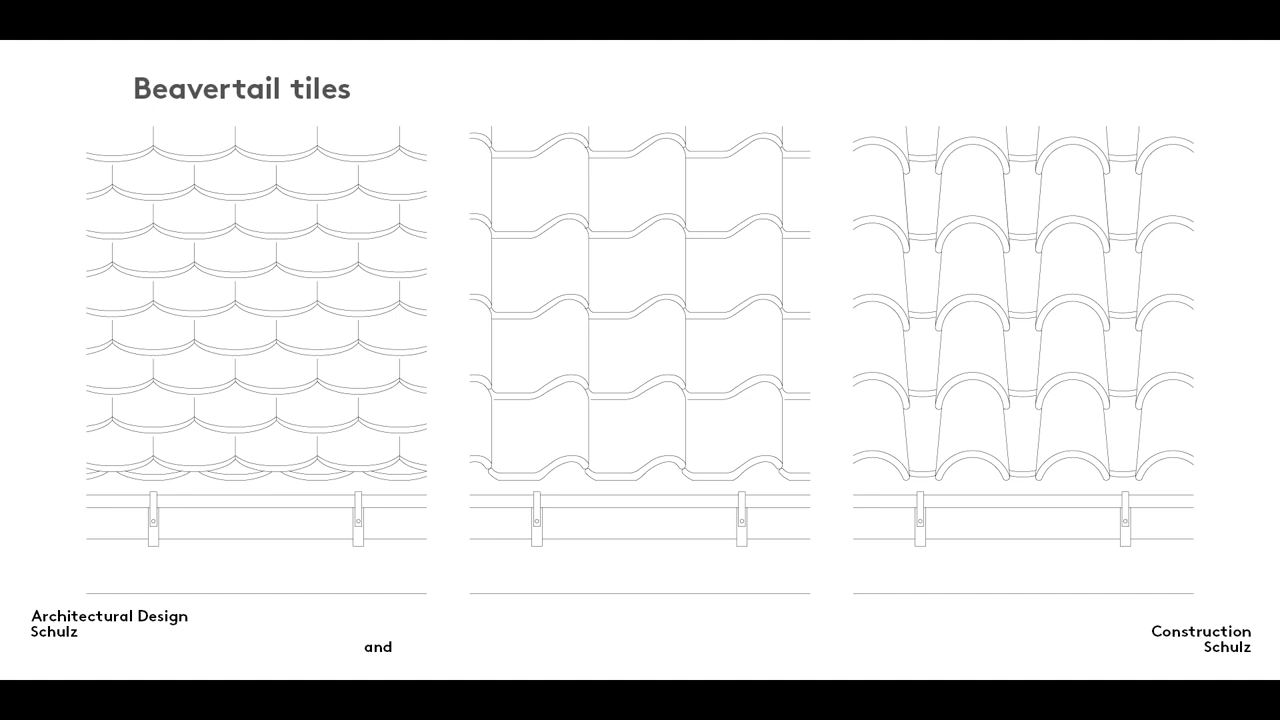 Beavertail tiles
Architectural Design
Schulz
and
Construction
Schulz